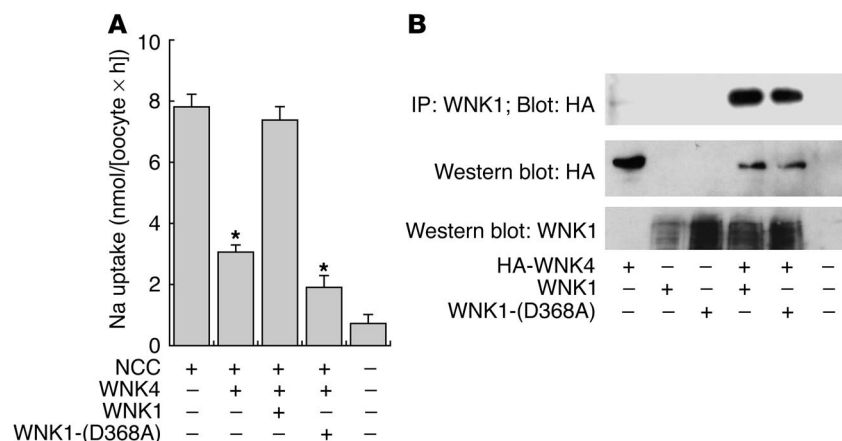 A
Na uptake (nmol/[oocyte × h])
10
8
6
4
2
0
*
*
NCC + + + + –
WNK4 – + + + –
WNK1 – – + – –
WNK1-(D368A) – – – + –
B
IP: WNK1; Blot: HA
Western blot: HA
Western blot: WNK1
HA-WNK4 + – – + + –
WNK1 – + – + – –
WNK1-(D368A) – – + – + –